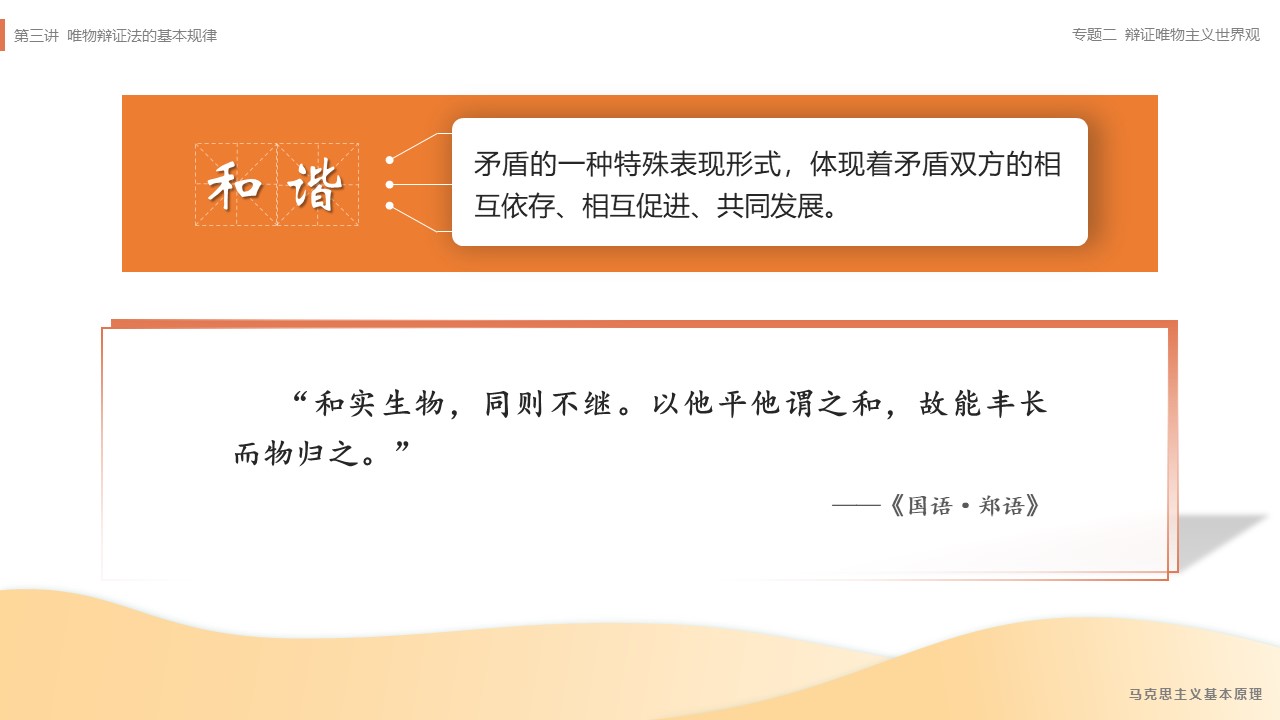 第三讲 唯物辩证法的基本规律
专题二 辩证唯物主义世界观
和谐
矛盾的一种特殊表现形式，体现着矛盾双方的相
互依存、相互促进、共同发展。
“和实生物，同则不继。以他平他谓之和，故能丰长
而物归之。”
——《国语·郑语》
马克思主义基本原理